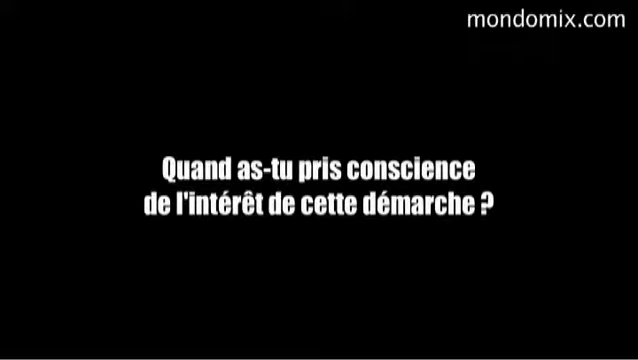 mondomix.com
Quand as-tu pris conscience
de l'intérêt de cette démarche ?